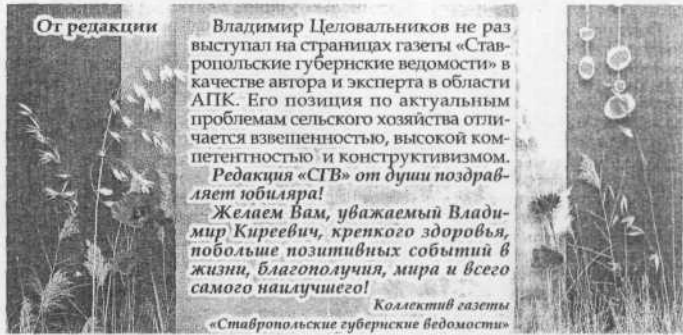 От редакции
Владимир Целовальников не раз
выступал на страницах газеты «Став-
ропольские губернские ведомости» в
качестве автора и эксперта в области
АПК. Его позиция по актуальным
проблемам сельского хозяйства отли-
чается взвешенностью, высокой ком-
петентностью и конструктивизмом.
Редакция «СГВ» от души поздрав-
ляет юбиляра!
Желаем Вам, уважаемый Влади-
мир Киреевич, крепкого здоровья,
побольше позитивных событий в
жизни, благополучия, мира и всего
самого наилучшего!
Коллектив газеты
«Ставропольские губернские ведомости»